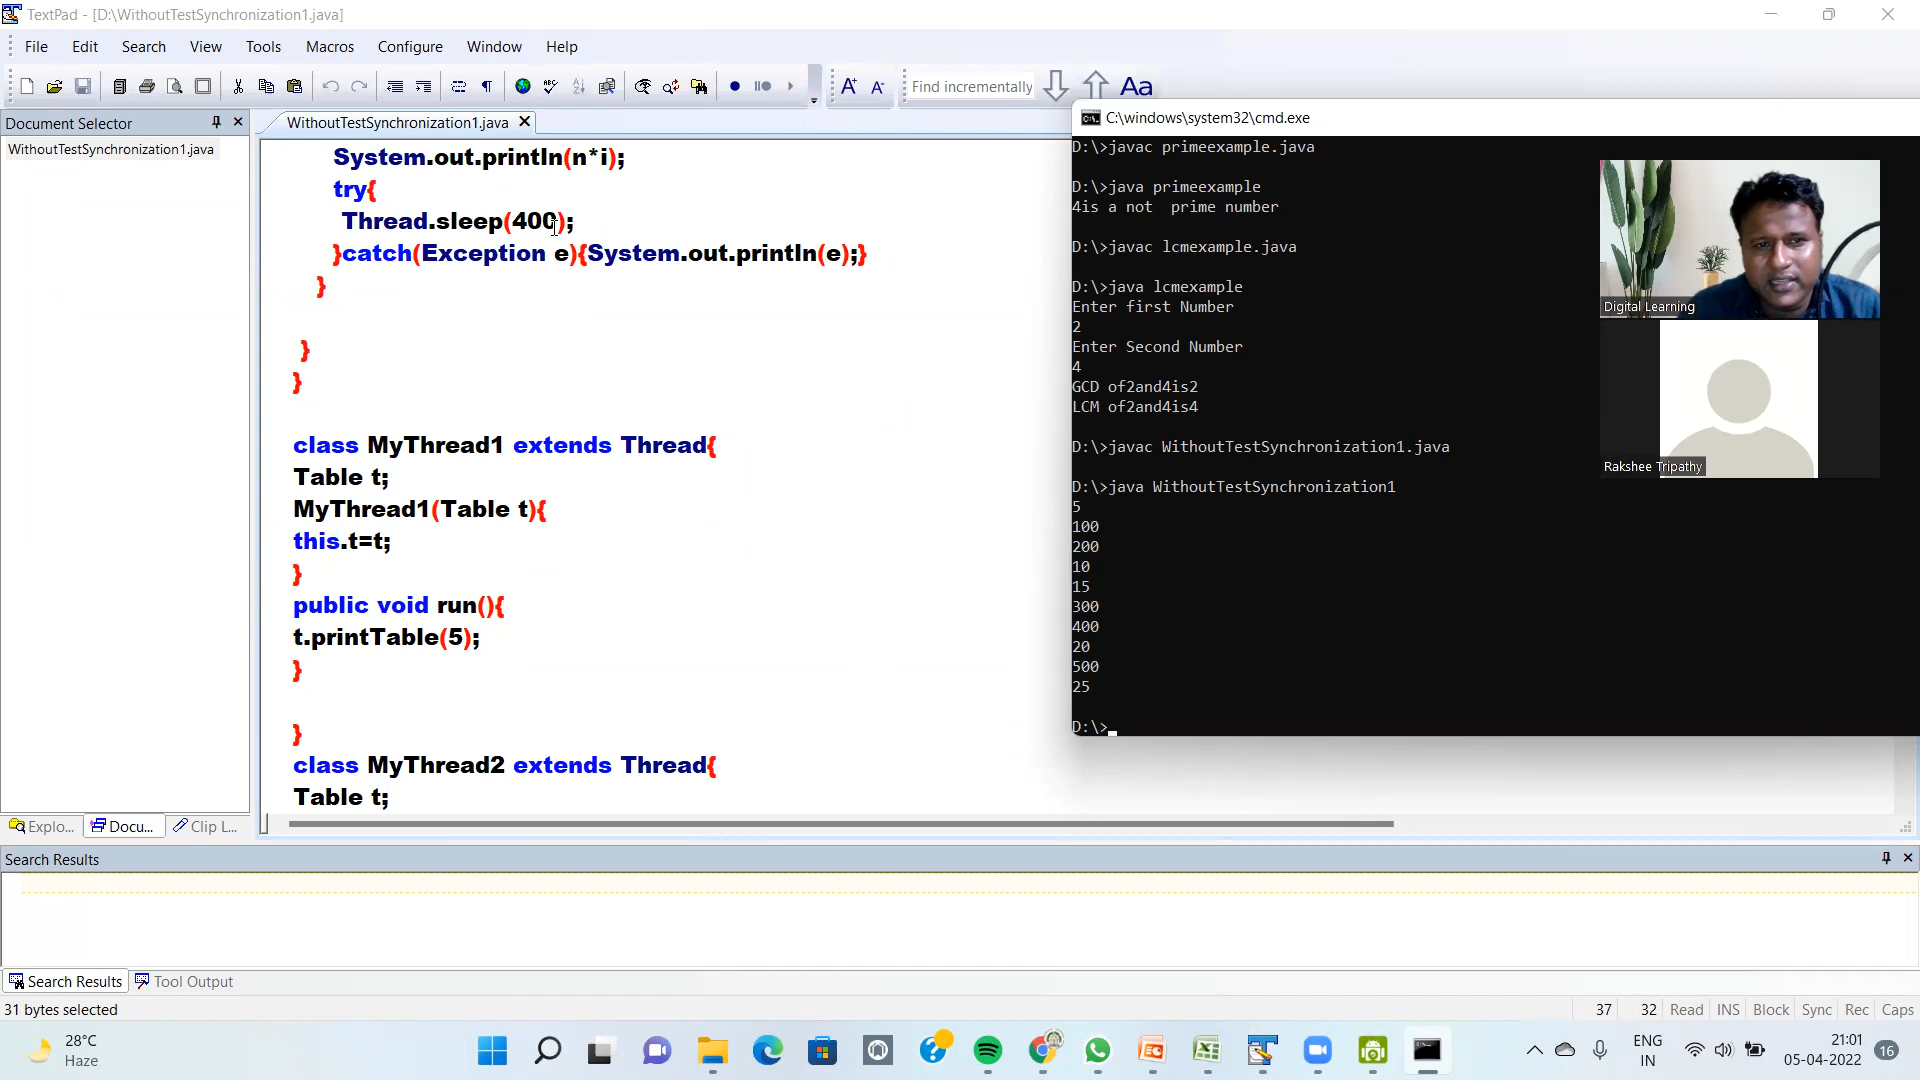 TextPad - [D:\WithoutTestSynchronization1.java]
File Edit Search View Tools Macros Configure Window Help
Find incrementally Aa
Document Selector
WithoutTestSynchronization1.java
WithoutTestSynchronization1.java
System.out.println(n*i);
try{
Thread.sleep(400);
}catch(Exception e){System.out.println(e);}
}
}
}
class MyThread1 extends Thread{
Table t;
MyThread1(Table t){
this.t=t;
}
public void run(){
t.printTable(5);
}
}
class MyThread2 extends Thread{
Table t;
C:\windows\system32\cmd.exe
D:\>javac primeexample.java
D:\>java primeexample
4is a not  prime number
D:\>javac lcmexample.java
D:\>java lcmexample
Enter first Number
2
Enter Second Number
4
GCD of2and4is2
LCM of2and4is4
D:\>javac WithoutTestSynchronization1.java
D:\>java WithoutTestSynchronization1
5
100
200
10
15
300
400
20
500
25
D:\>
Digital Learning
Rakshee Tripathy
Explo... Docu... Clip L...
Search Results
Search Results Tool Output
31 bytes selected
37 32 Read INS Block Sync Rec Caps
28°C
Haze
ENG
IN
21:01
05-04-2022
16